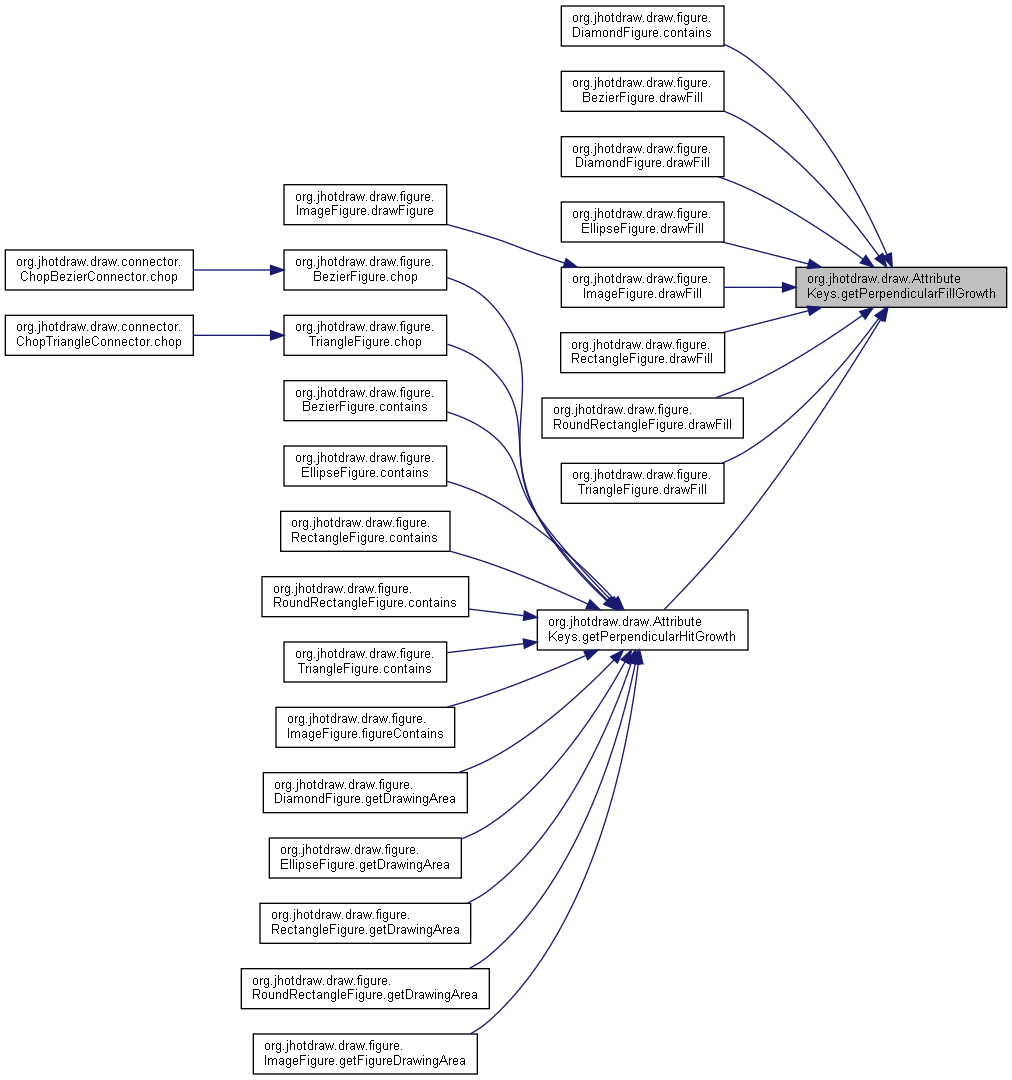 org.jhotdraw.draw.figure.
DiamondFigure.contains
org.jhotdraw.draw.figure.
BezierFigure.drawFill
org.jhotdraw.draw.figure.
DiamondFigure.drawFill
org.jhotdraw.draw.figure.
ImageFigure.drawFigure
org.jhotdraw.draw.figure.
EllipseFigure.drawFill
org.jhotdraw.draw.connector.
ChopBezierConnector.chop
org.jhotdraw.draw.figure.
BezierFigure.chop
org.jhotdraw.draw.figure.
ImageFigure.drawFill
org.jhotdraw.draw.Attribute
Keys.getPerpendicularFillGrowth
org.jhotdraw.draw.connector.
ChopTriangleConnector.chop
org.jhotdraw.draw.figure.
TriangleFigure.chop
org.jhotdraw.draw.figure.
RectangleFigure.drawFill
org.jhotdraw.draw.figure.
BezierFigure.contains
org.jhotdraw.draw.figure.
RoundRectangleFigure.drawFill
org.jhotdraw.draw.figure.
EllipseFigure.contains
org.jhotdraw.draw.figure.
TriangleFigure.drawFill
org.jhotdraw.draw.figure.
RectangleFigure.contains
org.jhotdraw.draw.figure.
RoundRectangleFigure.contains
org.jhotdraw.draw.Attribute
Keys.getPerpendicularHitGrowth
org.jhotdraw.draw.figure.
TriangleFigure.contains
org.jhotdraw.draw.figure.
ImageFigure.figureContains
org.jhotdraw.draw.figure.
DiamondFigure.getDrawingArea
org.jhotdraw.draw.figure.
EllipseFigure.getDrawingArea
org.jhotdraw.draw.figure.
RectangleFigure.getDrawingArea
org.jhotdraw.draw.figure.
RoundRectangleFigure.getDrawingArea
org.jhotdraw.draw.figure.
ImageFigure.getFigureDrawingArea